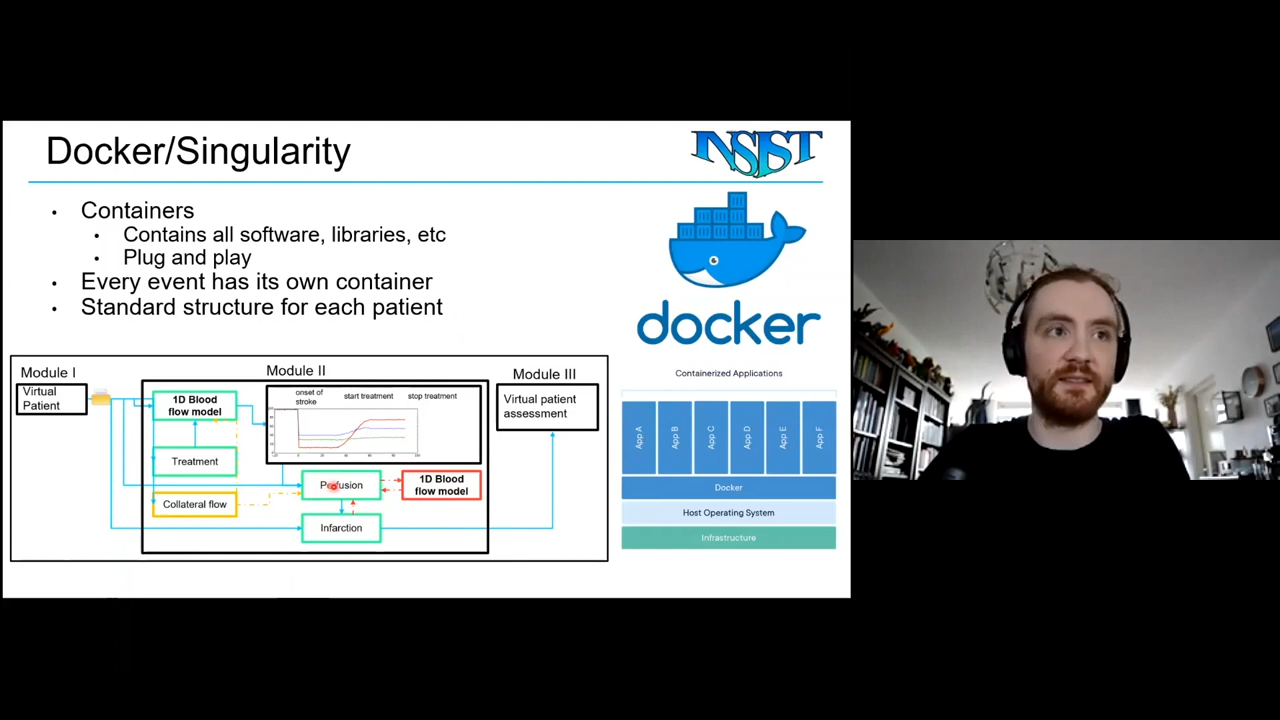 Docker/Singularity
INSIST
• Containers
• Contains all software, libraries, etc
• Plug and play
• Every event has its own container
• Standard structure for each patient
docker
Containerized Applications
App A
App B
App C
App D
App E
App F
Docker
Host Operating System
Infrastructure
Module I
Virtual
Patient
Module II
1D Blood
flow model
Treatment
Collateral flow
onset of
stroke
start treatment
stop treatment
Perfusion
1D Blood
flow model
Infarction
Module III
Virtual patient
assessment